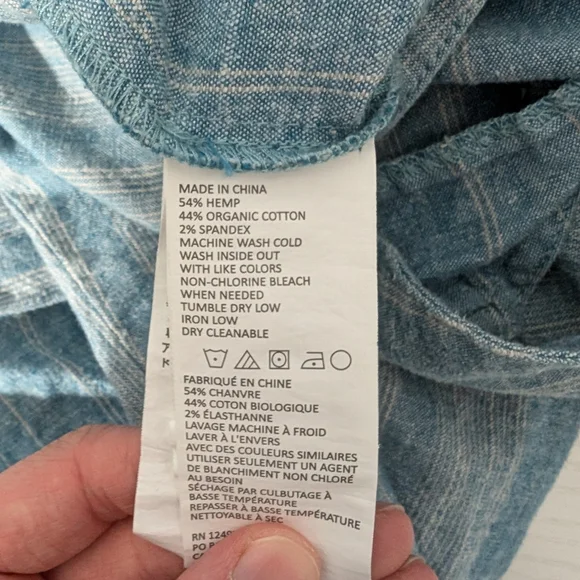 MADE IN CHINA
54% HEMP
44% ORGANIC COTTON
2% SPANDEX
MACHINE WASH COLD
WASH INSIDE OUT
WITH LIKE COLORS
NON-CHLORINE BLEACH
WHEN NEEDED
TUMBLE DRY LOW
IRON LOW
DRY CLEANABLE
FABRIQUÉ EN CHINE
54% CHANVRE
44% COTON BIOLOGIQUE
2% ÉLASTHANNE
LAVAGE MACHINE À FROID
LAVER À L'ENVERS
AVEC DES COULEURS SIMILAIRES
UTILISER SEULEMENT UN AGENT
DE BLANCHIMENT NON CHLORÉ
AU BESOIN
SÉCHAGE PAR CULBUTAGE À
BASSE TEMPÉRATURE
REPASSER À BASSE TEMPÉRATURE
NETTOYABLE À SEC
RN
PO